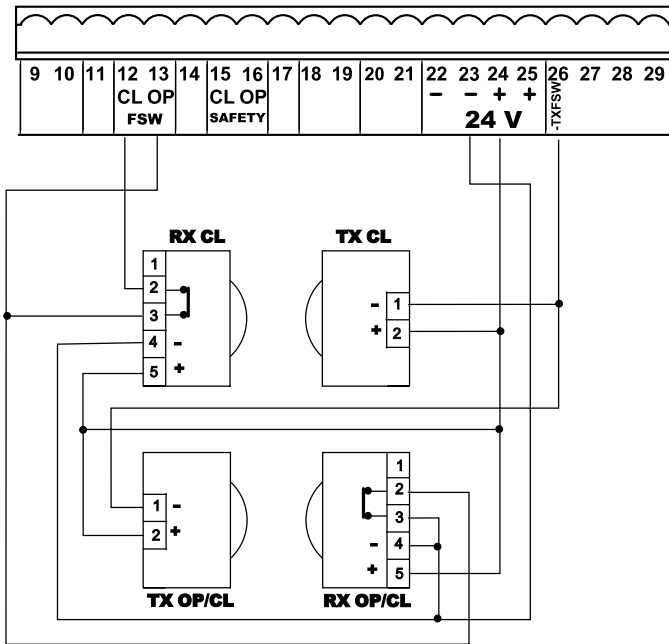 9 10 11 12 13 14 15 16 17 18 19 20 21 22 23 24 25 26 27 28 29
CL OP CL OP - - + + -TXFSW
FSW SAFETY 24 V
RX CL TX CL
1
2
3
4 -
5 +
- 1
+ 2
1 -
2 +
1
2
3
- 4
+ 5
TX OP/CL RX OP/CL